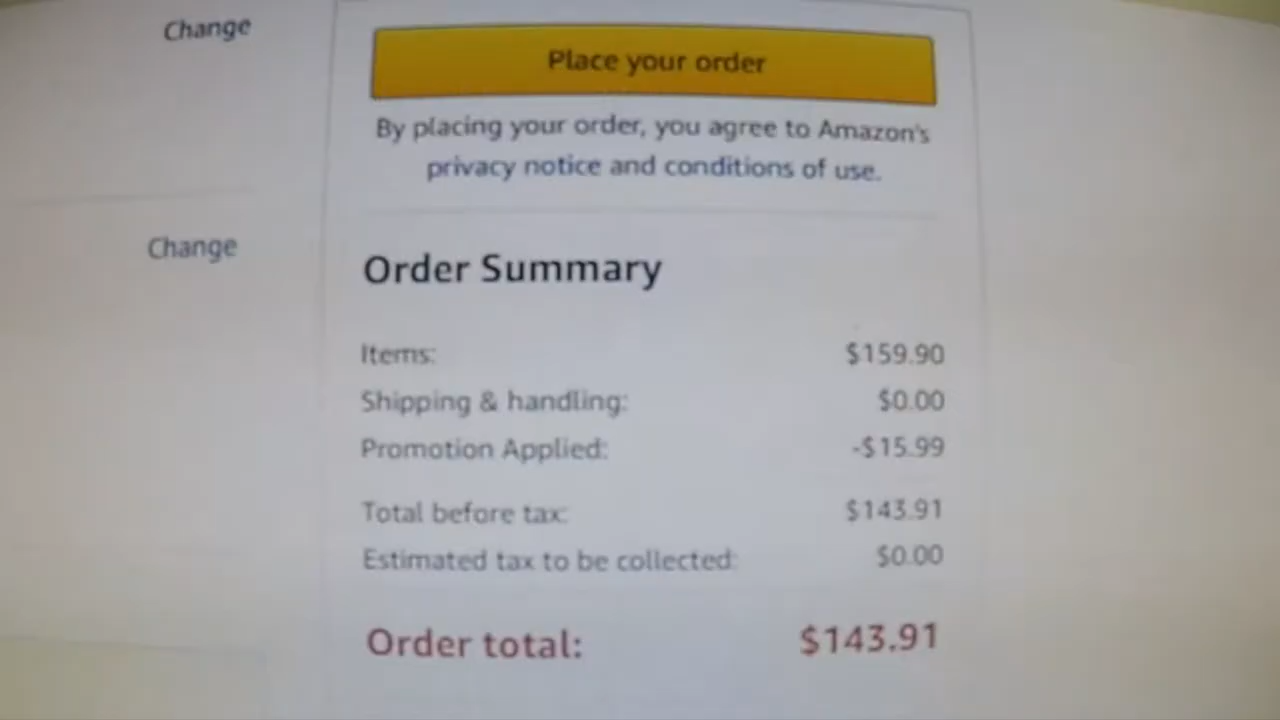 Change
Place your order
By placing your order, you agree to Amazon's
privacy notice and conditions of use.
Change
Order Summary
Items: $159.90
Shipping & handling: $0.00
Promotion Applied: -$15.99
Total before tax: $143.91
Estimated tax to be collected: $0.00
Order total: $143.91